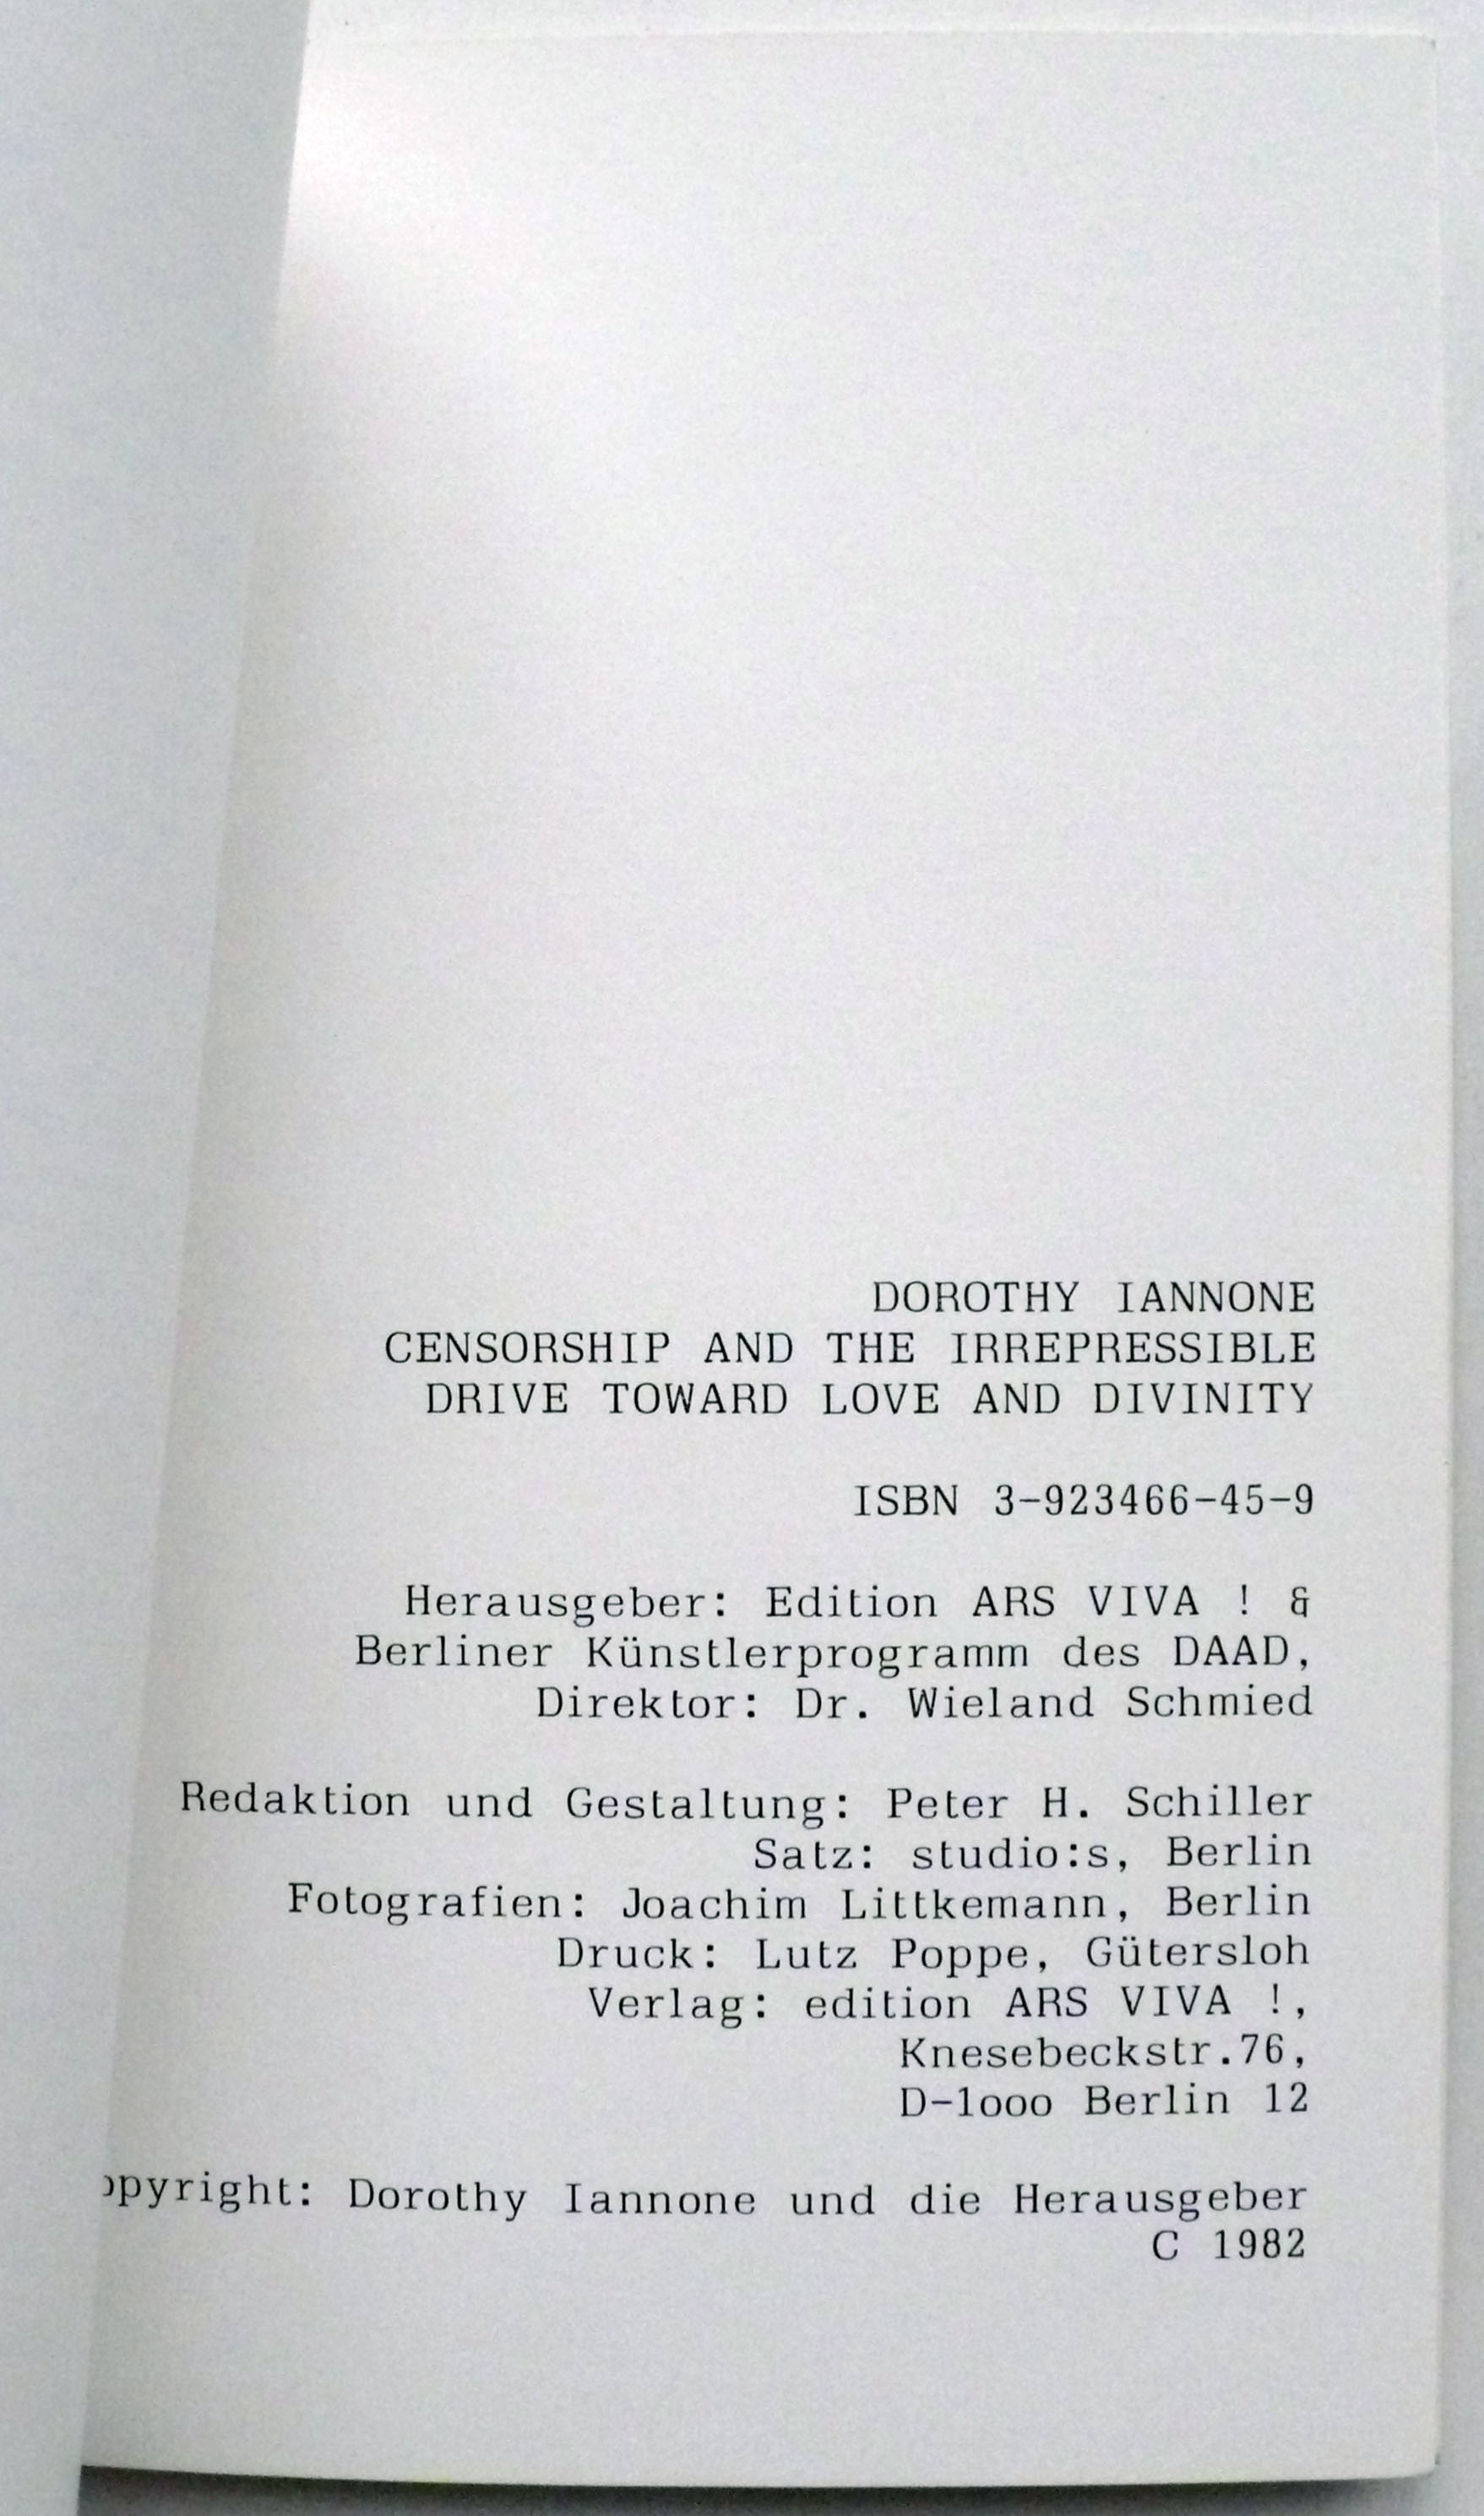 DOROTHY IANNONE
CENSORSHIP AND THE IRREPRESSIBLE
DRIVE TOWARD LOVE AND DIVINITY
ISBN 3-923466-45-9
Herausgeber: Edition ARS VIVA ! &
Berliner Künstlerprogramm des DAAD,
Direktor: Dr. Wieland Schmied
Redaktion und Gestaltung: Peter H. Schiller
Satz: studio:s, Berlin
Fotografien: Joachim Littkemann, Berlin
Druck: Lutz Poppe, Gütersloh
Verlag: edition ARS VIVA !,
Knesebeckstr.76,
D-1ooo Berlin 12
opyright: Dorothy Iannone und die Herausgeber
C 1982